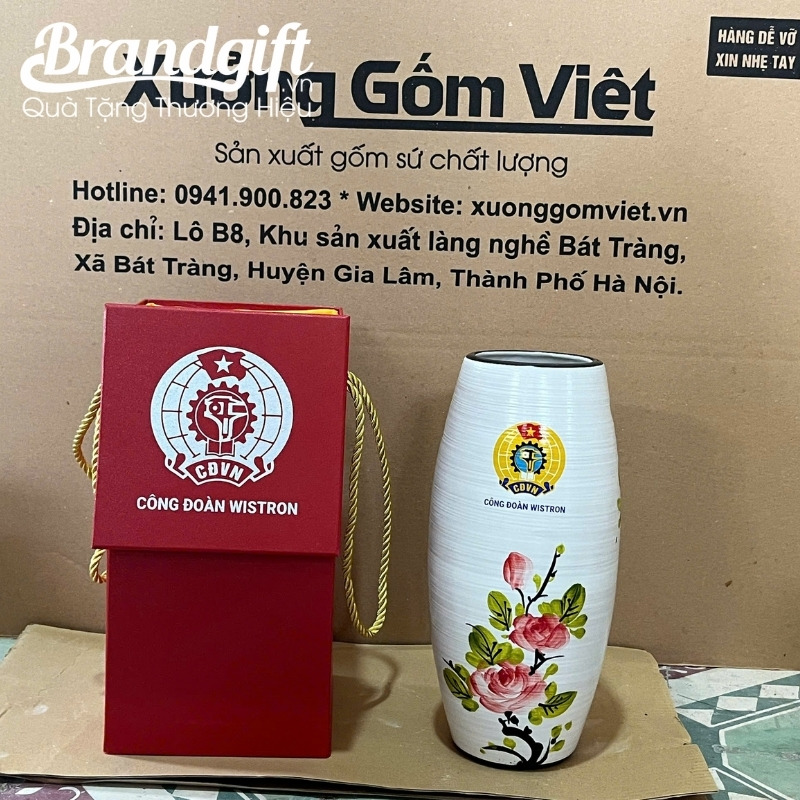 Brandgift
.vn
Quà Tặng Thương Hiệu
HÀNG DỄ VỠ
XIN NHẸ TAY
Xưởng Gốm Việt
Sản xuất gốm sứ chất lượng
Hotline: 0941.900.823 * Website: xuonggomviet.vn
Địa chỉ: Lô B8, Khu sản xuất làng nghề Bát Tràng,
Xã Bát Tràng, Huyện Gia Lâm, Thành Phố Hà Nội.
CĐVN
CÔNG ĐOÀN WISTRON
CĐVN
CÔNG ĐOÀN WISTRON